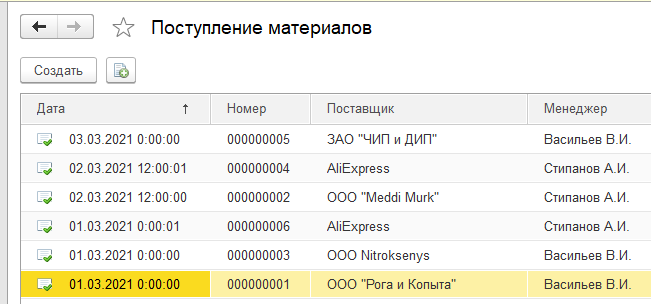 Поступление материалов
Создать
Дата Номер Поставщик Менеджер
03.03.2021 0:00:00 000000005 ЗАО "ЧИП и ДИП" Васильев В.И.
02.03.2021 12:00:01 000000004 AliExpress Стипанов А.И.
02.03.2021 12:00:00 000000002 ООО "Meddi Murk" Стипанов А.И.
01.03.2021 0:00:01 000000006 AliExpress Стипанов А.И.
01.03.2021 0:00:00 000000003 ООО Nitroksenys Васильев В.И.
01.03.2021 0:00:00 000000001 ООО "Рога и Копыта" Васильев В.И.